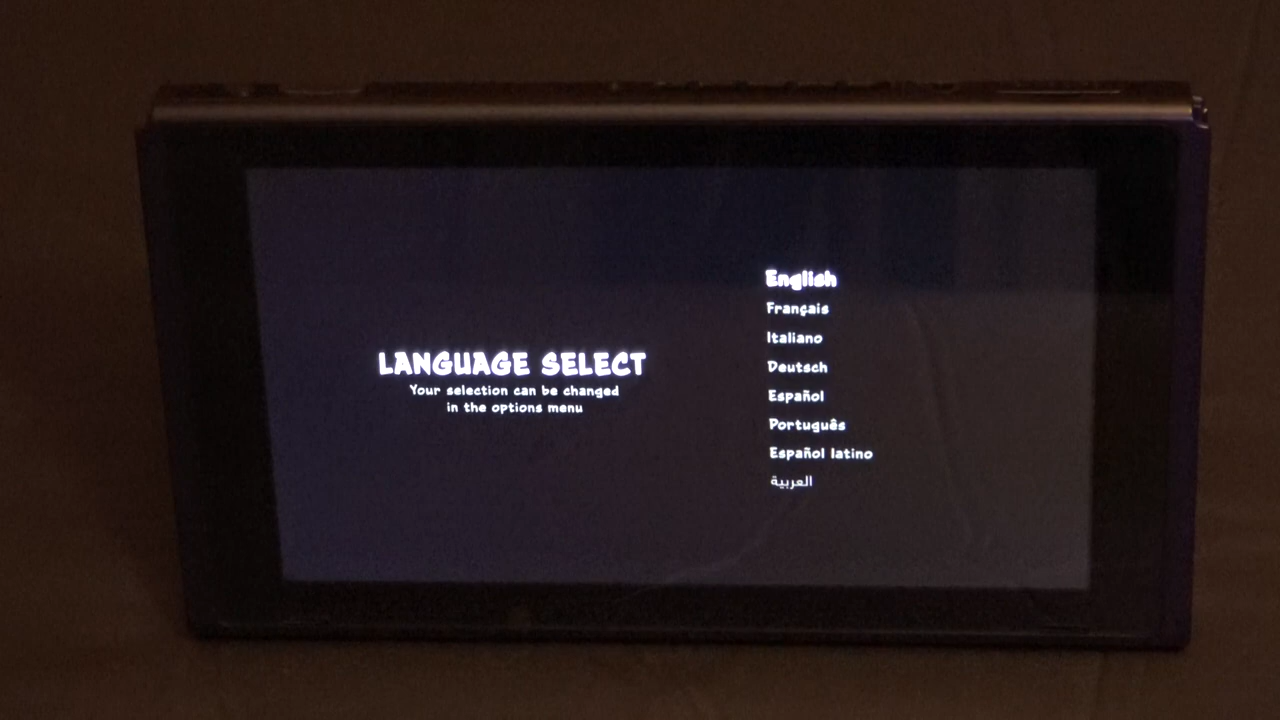 LANGUAGE SELECT
Your selection can be changed
in the options menu
English
Français
Italiano
Deutsch
Español
Português
Español latino
العربية